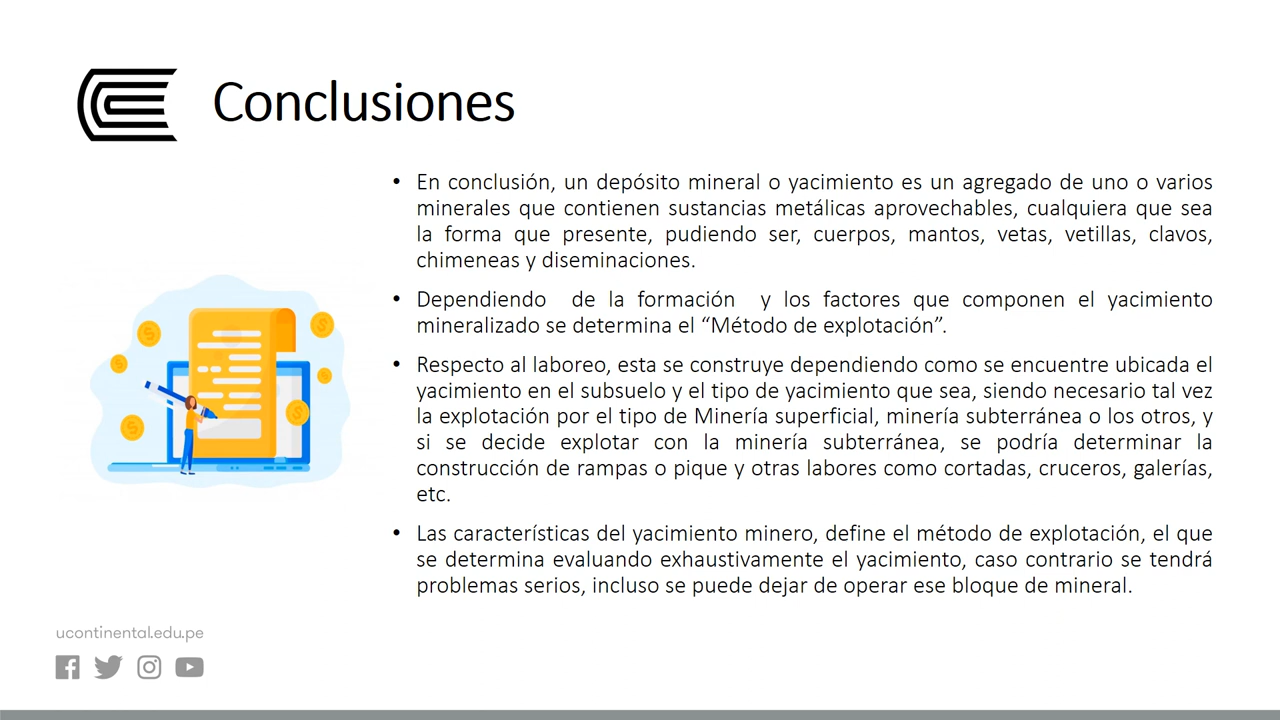 Conclusiones
• En conclusión, un depósito mineral o yacimiento es un agregado de uno o varios
minerales que contienen sustancias metálicas aprovechables, cualquiera que sea
la forma que presente, pudiendo ser, cuerpos, mantos, vetas, vetillas, clavos,
chimeneas y diseminaciones.
• Dependiendo de la formación y los factores que componen el yacimiento
mineralizado se determina el “Método de explotación”.
• Respecto al laboreo, esta se construye dependiendo como se encuentre ubicada el
yacimiento en el subsuelo y el tipo de yacimiento que sea, siendo necesario tal vez
la explotación por el tipo de Minería superficial, minería subterránea o los otros, y
si se decide explotar con la minería subterránea, se podría determinar la
construcción de rampas o pique y otras labores como cortadas, cruceros, galerías,
etc.
• Las características del yacimiento minero, define el método de explotación, el que
se determina evaluando exhaustivamente el yacimiento, caso contrario se tendrá
problemas serios, incluso se puede dejar de operar ese bloque de mineral.
ucontinental.edu.pe